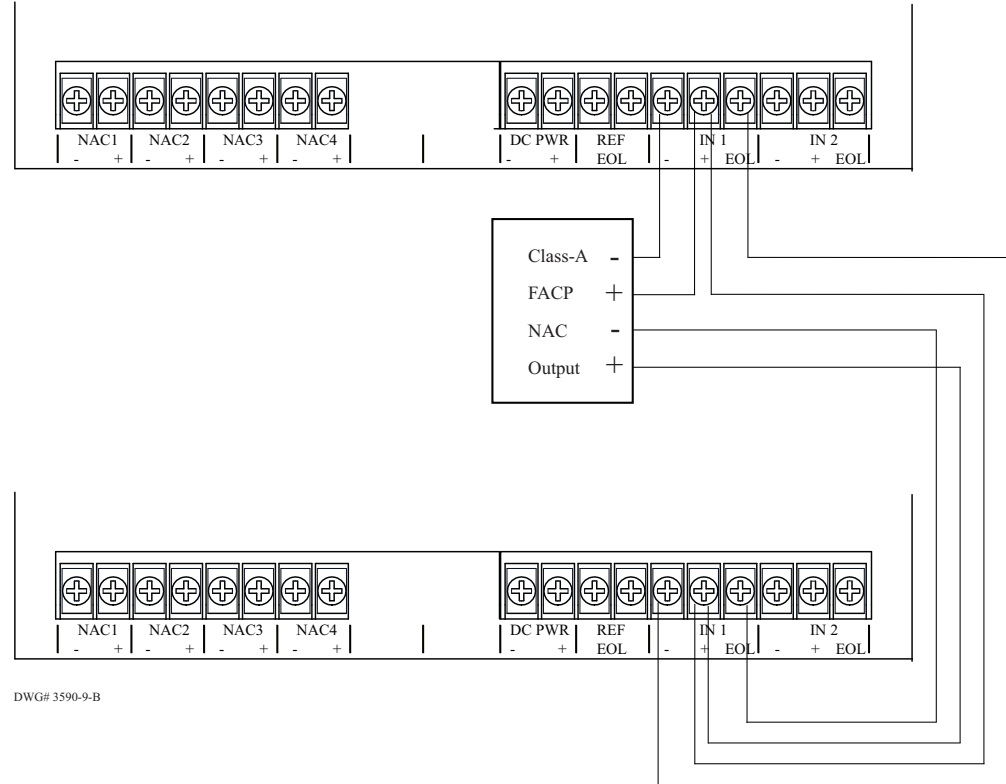 NAC1 NAC2 NAC3 NAC4 DC PWR REF IN 1 IN 2
- + - + - + - + - + EOL - + EOL - + EOL
Class-A -
FACP +
NAC -
Output +
NAC1 NAC2 NAC3 NAC4 DC PWR REF IN 1 IN 2
- + - + - + - + - + EOL - + EOL - + EOL
DWG# 3590-9-B